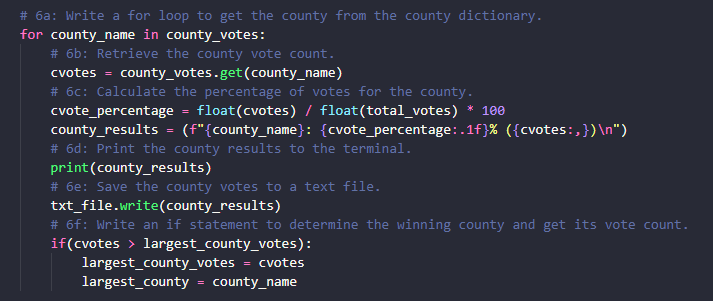 # 6a: Write a for loop to get the county from the county dictionary.
for county_name in county_votes:
    # 6b: Retrieve the county vote count.
    cvotes = county_votes.get(county_name)
    # 6c: Calculate the percentage of votes for the county.
    cvote_percentage = float(cvotes) / float(total_votes) * 100
    county_results = (f"{county_name}: {cvote_percentage:.1f}% ({cvotes:,})\n")
    # 6d: Print the county results to the terminal.
    print(county_results)
    # 6e: Save the county votes to a text file.
    txt_file.write(county_results)
    # 6f: Write an if statement to determine the winning county and get its vote count.
    if(cvotes > largest_county_votes):
        largest_county_votes = cvotes
        largest_county = county_name